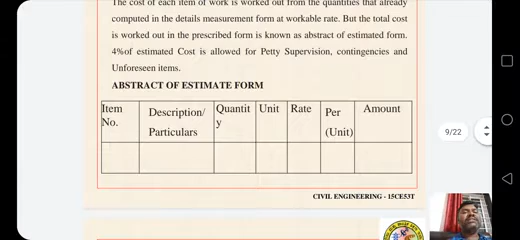 The cost of each item of work is worked out from the quantities that already
computed in the details measurement form at workable rate. But the total cost
is worked out in the prescribed form is known as abstract of estimated form.
4%of estimated Cost is allowed for Petty Supervision, contingencies and
Unforeseen items.
ABSTRACT OF ESTIMATE FORM
Item No. Description/ Particulars Quantity Unit Rate Per (Unit) Amount
CIVIL ENGINEERING - 15CE53T
9/22